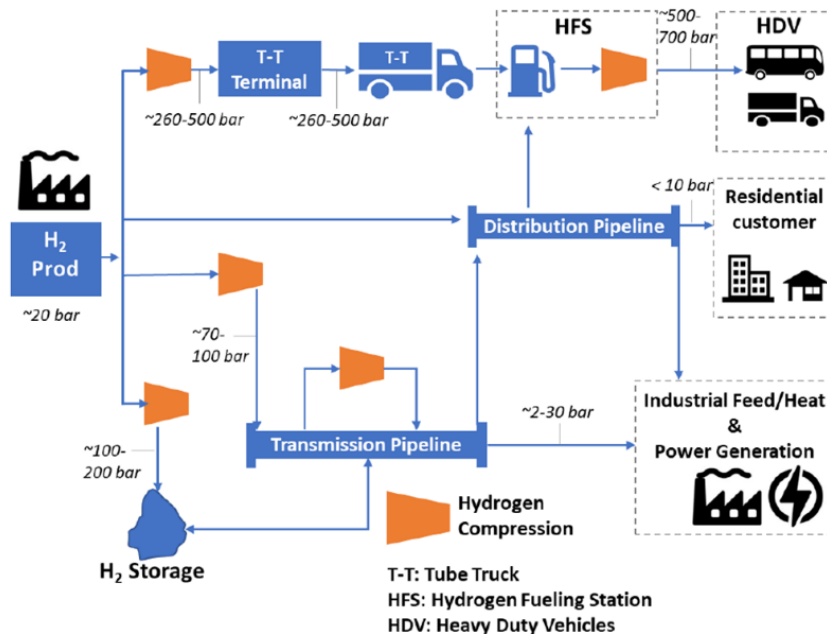 HFS
~500-
700 bar
HDV
T-T
Terminal
T-T
~260-500 bar
~260-500 bar
H2
Prod
~20 bar
Distribution Pipeline
< 10 bar
Residential
customer
~70-
100 bar
Transmission Pipeline
~2-30 bar
Industrial Feed/Heat
&
Power Generation
~100-
200 bar
H2 Storage
Hydrogen
Compression
T-T: Tube Truck
HFS: Hydrogen Fueling Station
HDV: Heavy Duty Vehicles